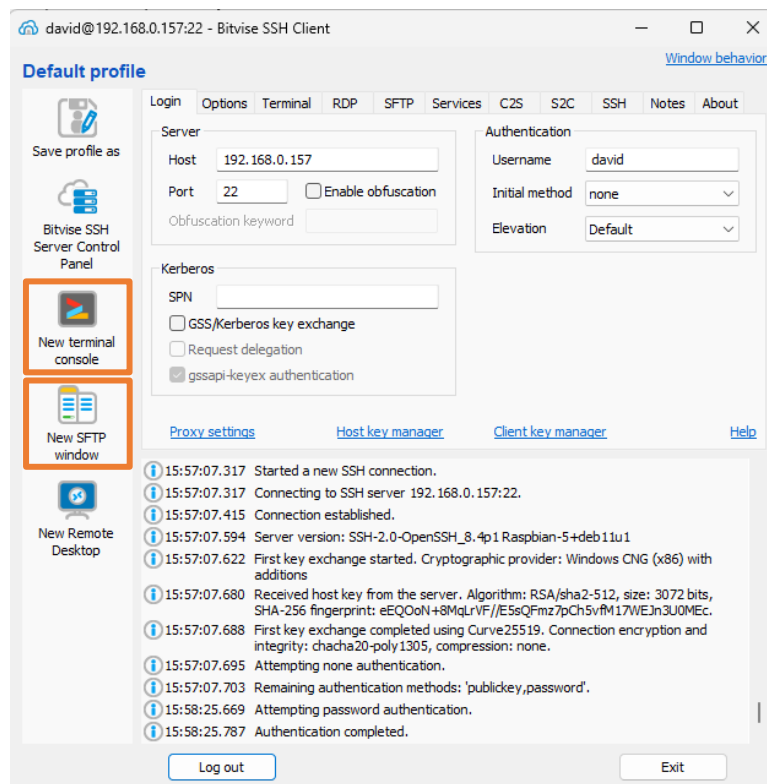 david@192.168.0.157:22 - Bitvise SSH Client
Window behavior
Default profile
Save profile as
Bitvise SSH
Server Control
Panel
New terminal
console
New SFTP
window
New Remote
Desktop
Login Options Terminal RDP SFTP Services C2S S2C SSH Notes About
Server
Host 192.168.0.157
Port 22 Enable obfuscation
Obfuscation keyword
Authentication
Username david
Initial method none
Elevation Default
Kerberos
SPN
GSS/Kerberos key exchange
Request delegation
gssapi-keyex authentication
Proxy settings Host key manager Client key manager Help
15:57:07.317 Started a new SSH connection.
15:57:07.317 Connecting to SSH server 192.168.0.157:22.
15:57:07.415 Connection established.
15:57:07.594 Server version: SSH-2.0-OpenSSH_8.4p1 Raspbian-5+deb11u1
15:57:07.622 First key exchange started. Cryptographic provider: Windows CNG (x86) with
additions
15:57:07.680 Received host key from the server. Algorithm: RSA/sha2-512, size: 3072 bits,
SHA-256 fingerprint: eEQOoN+8MqLrVF//E5sQFmz7pCh5vfM17WEJn3U0MEc.
15:57:07.688 First key exchange completed using Curve25519. Connection encryption and
integrity: chacha20-poly1305, compression: none.
15:57:07.695 Attempting none authentication.
15:57:07.703 Remaining authentication methods: 'publickey,password'.
15:58:25.669 Attempting password authentication.
15:58:25.787 Authentication completed.
Log out Exit